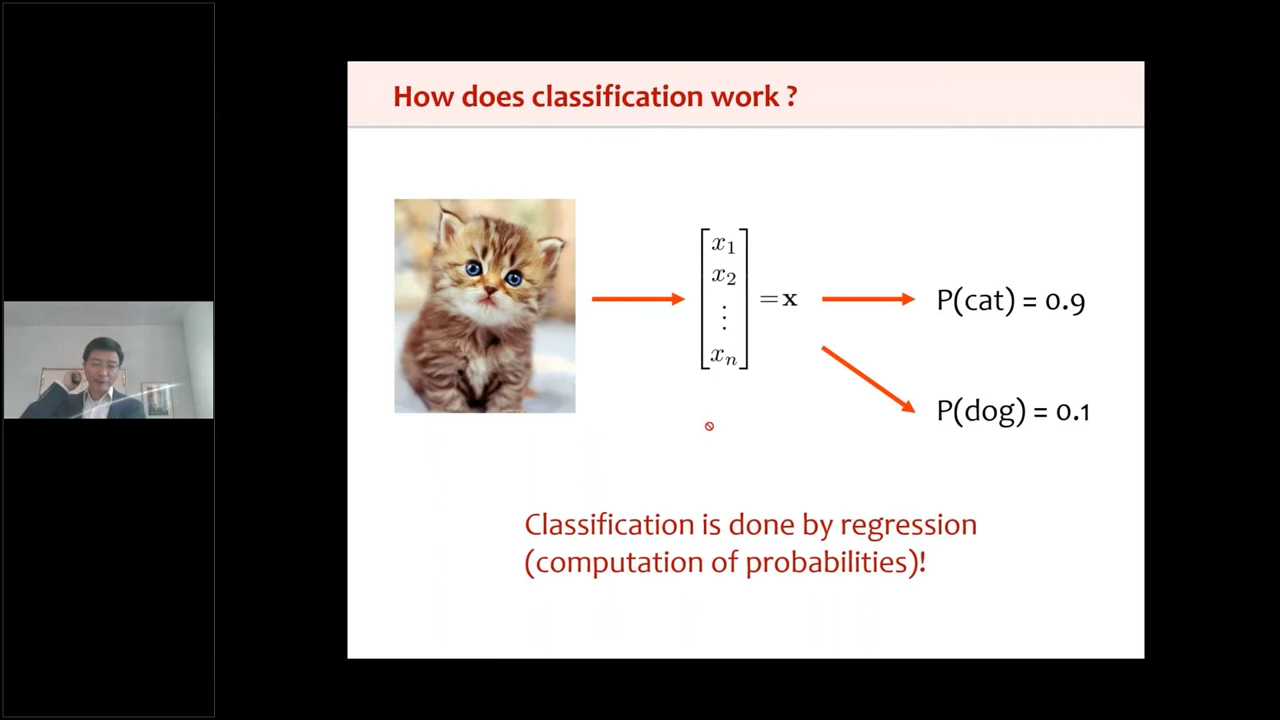 How does classification work ?
x1
x2
⋮
xn
= x
P(cat) = 0.9
P(dog) = 0.1
Classification is done by regression
(computation of probabilities)!